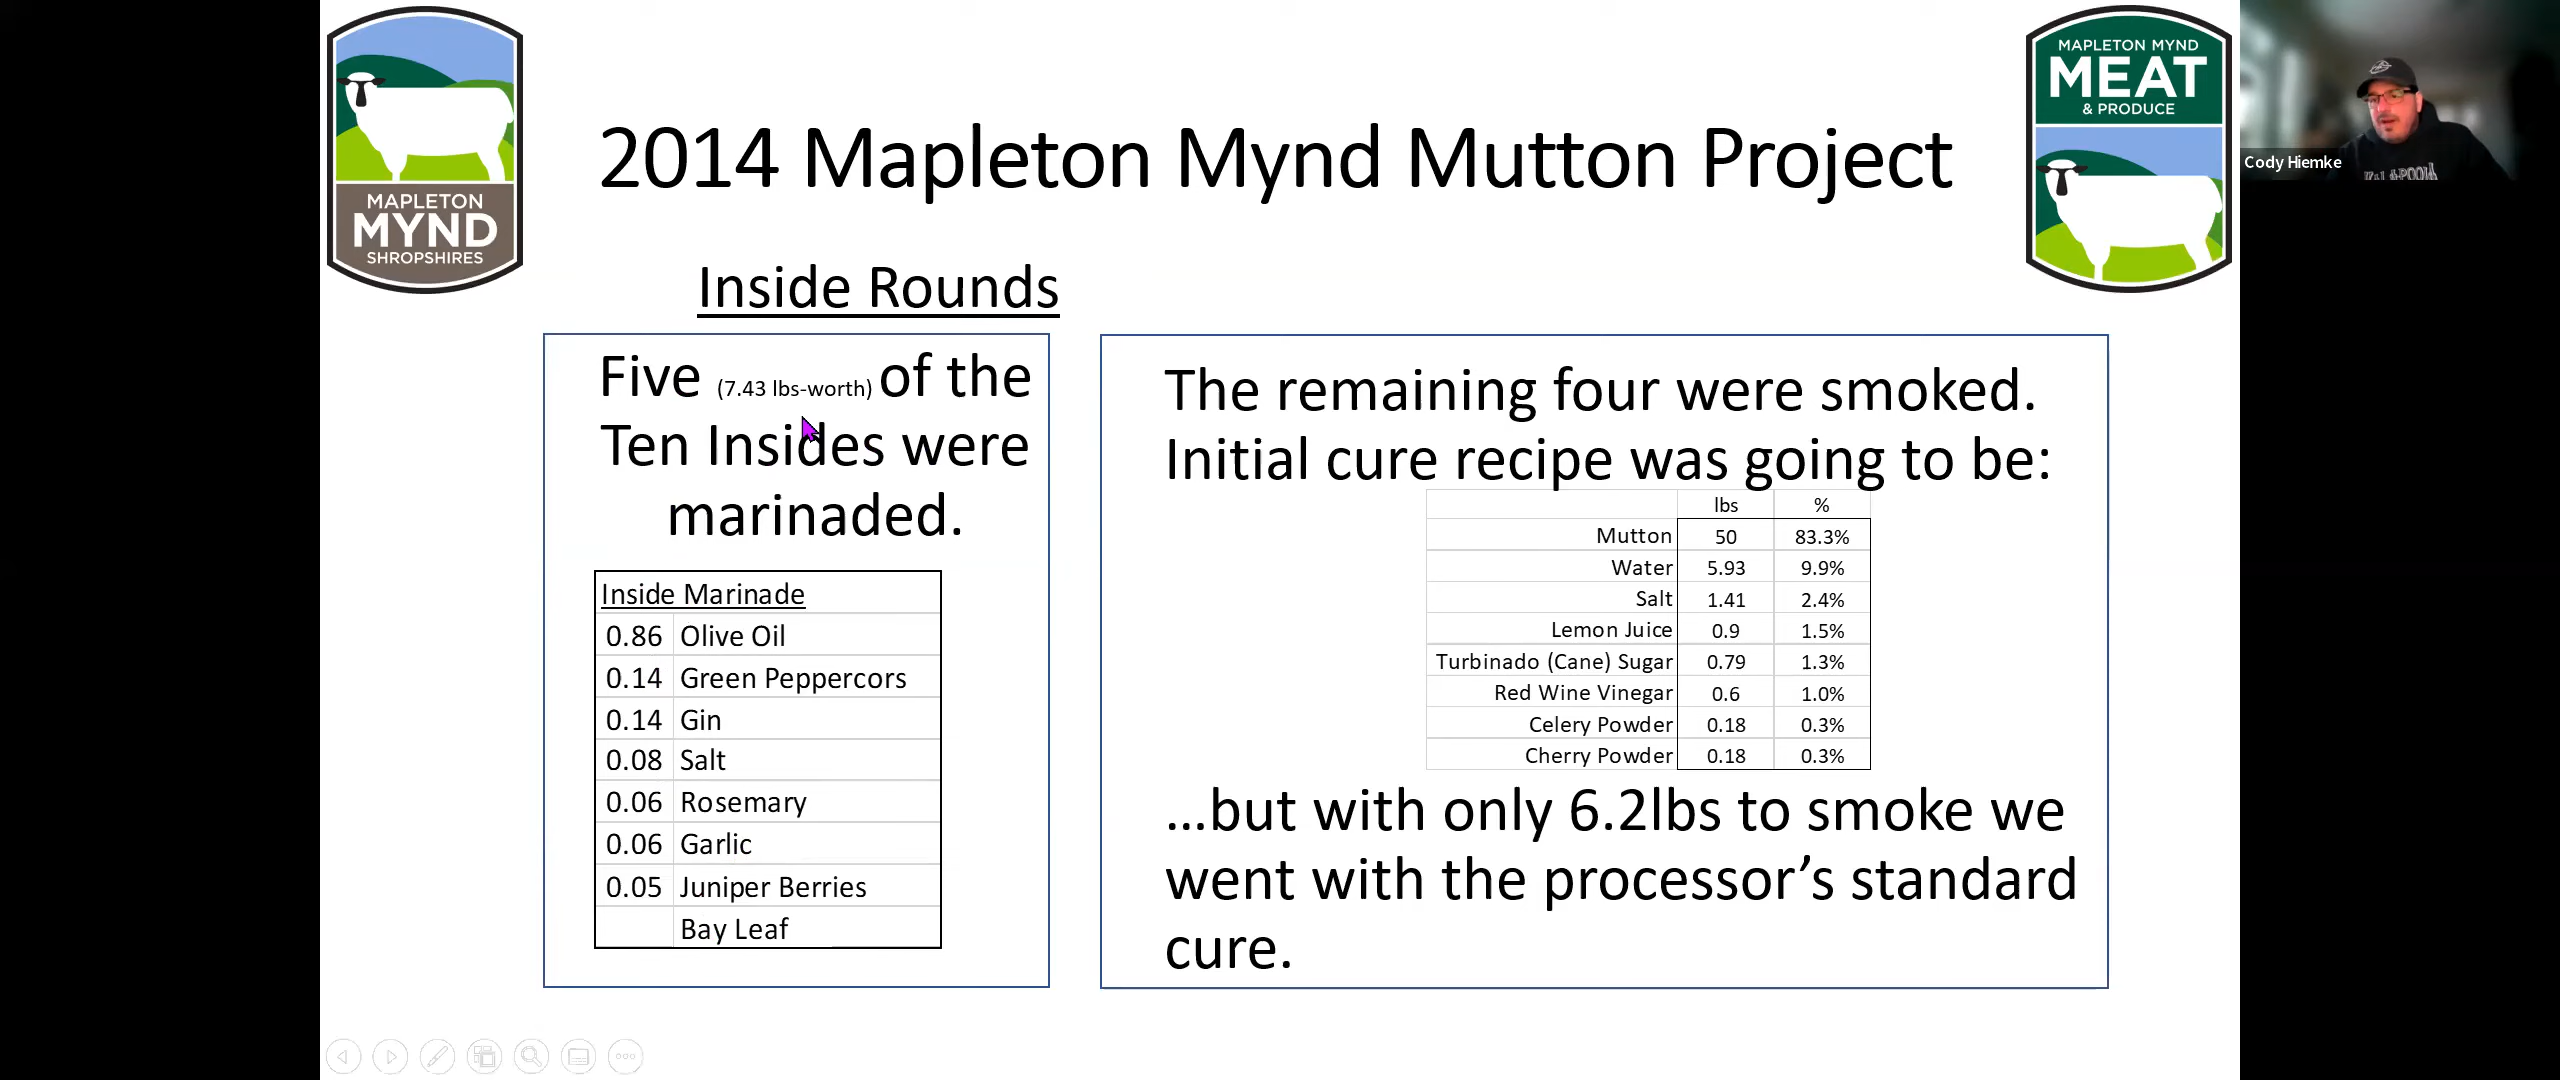 MAPLETON
MYND
SHROPSHIRES
2014 Mapleton Mynd Mutton Project
MAPLETON MYND
MEAT
& PRODUCE
Cody Hiemke
Inside Rounds
Five (7.43 lbs-worth) of the
Ten Insides were
marinaded.
Inside Marinade
0.86 Olive Oil
0.14 Green Peppercors
0.14 Gin
0.08 Salt
0.06 Rosemary
0.06 Garlic
0.05 Juniper Berries
Bay Leaf
The remaining four were smoked.
Initial cure recipe was going to be:
lbs %
Mutton 50 83.3%
Water 5.93 9.9%
Salt 1.41 2.4%
Lemon Juice 0.9 1.5%
Turbinado (Cane) Sugar 0.79 1.3%
Red Wine Vinegar 0.6 1.0%
Celery Powder 0.18 0.3%
Cherry Powder 0.18 0.3%
...but with only 6.2lbs to smoke we
went with the processor’s standard
cure.